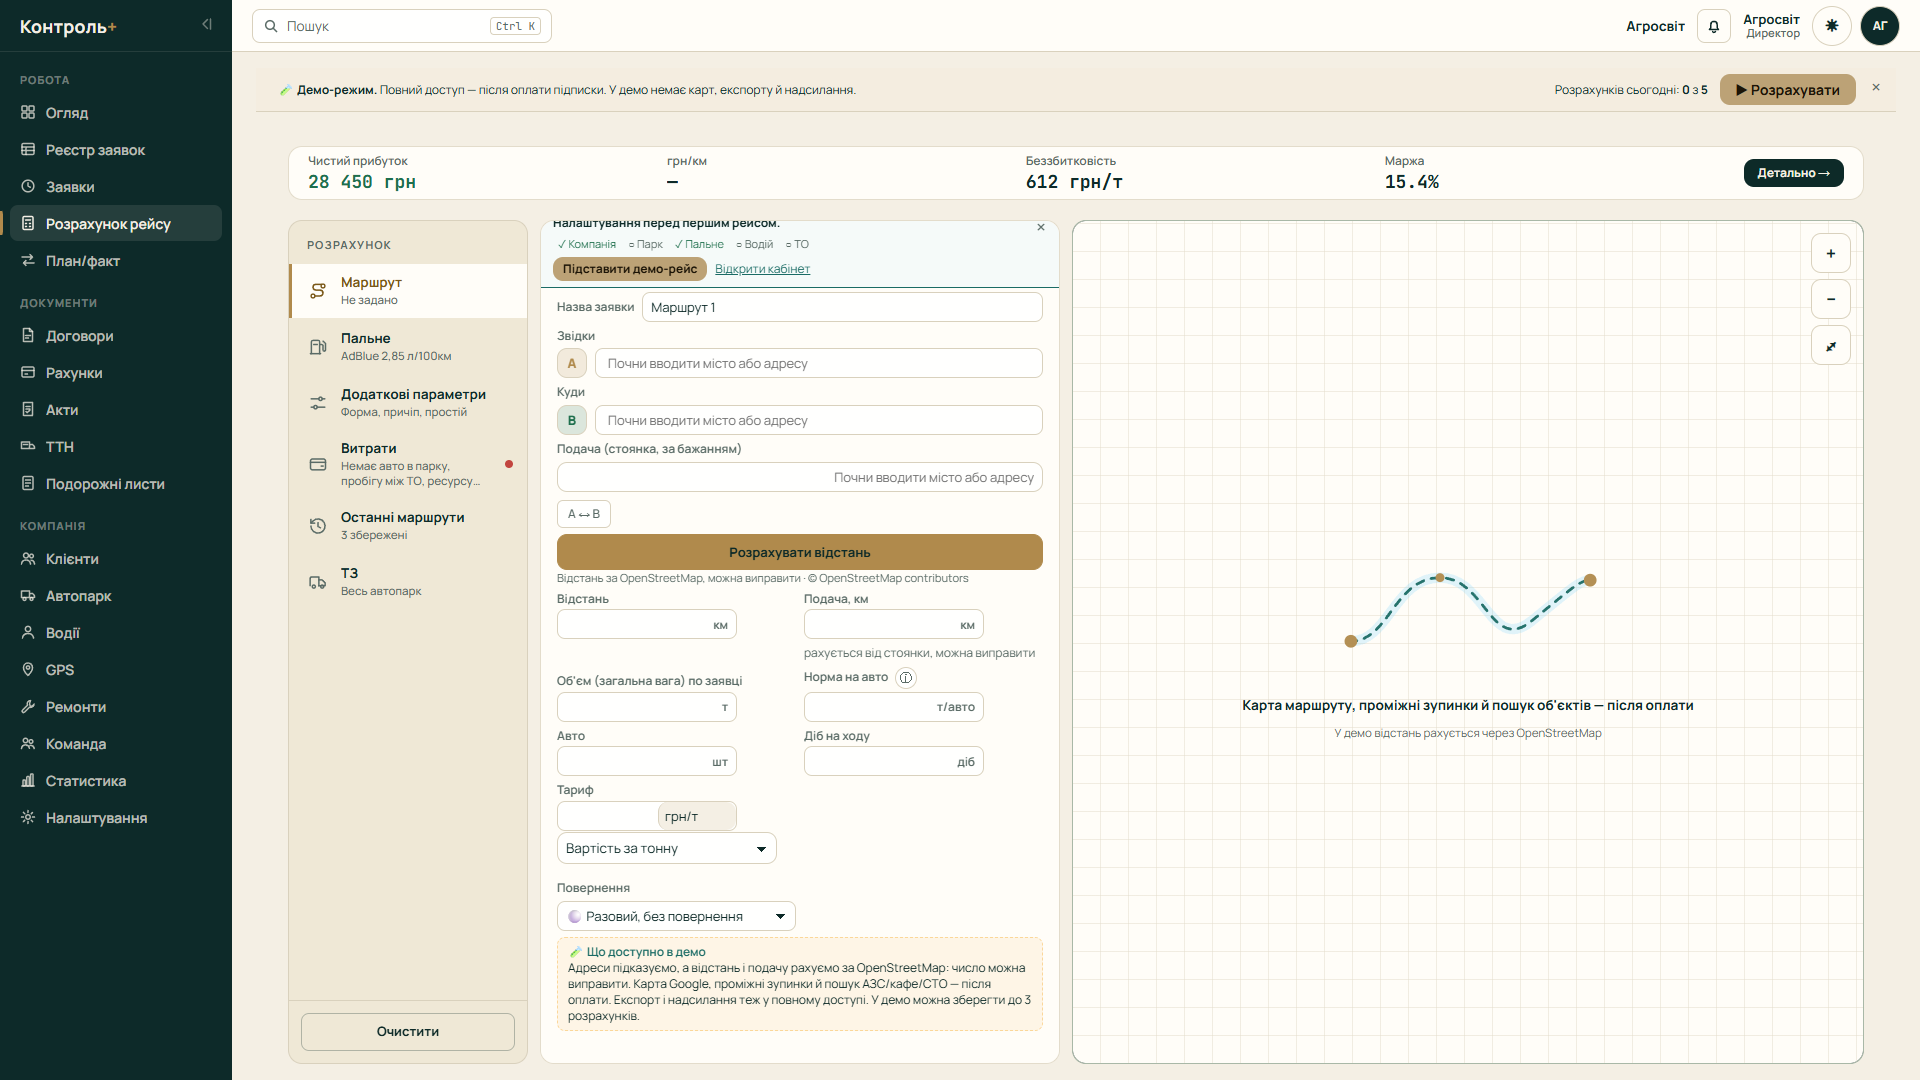 Контроль+
Пошук
Ctrl K
Агросвіт
Агросвіт
Директор
АГ
РОБОТА
Огляд
Реєстр заявок
Заявки
Розрахунок рейсу
План/факт
ДОКУМЕНТИ
Договори
Рахунки
Акти
ТТН
Подорожні листи
КОМПАНІЯ
Клієнти
Автопарк
Водії
GPS
Ремонти
Команда
Статистика
Налаштування
Демо-режим. Повний доступ — після оплати підписки. У демо немає карт, експорту й надсилання.
Розрахунків сьогодні: 0 з 5
▶ Розрахувати
×
Чистий прибуток
28 450 грн
грн/км
—
Беззбитковість
612 грн/т
Маржа
15.4%
Детально →
РОЗРАХУНОК
Маршрут
Не задано
Пальне
AdBlue 2,85 л/100км
Додаткові параметри
Форма, причіп, простій
Витрати
Немає авто в парку,
пробігу між ТО, ресурсу…
Останні маршрути
3 збережені
ТЗ
Весь автопарк
Очистити
Налаштування перед першим рейсом.
×
✓ Компанія ○ Парк ✓ Пальне ○ Водій ○ ТО
Підставити демо-рейс
Відкрити кабінет
Назва заявки
Маршрут 1
Звідки
A
Почни вводити місто або адресу
Куди
B
Почни вводити місто або адресу
Подача (стоянка, за бажанням)
Почни вводити місто або адресу
A ↔ B
Розрахувати відстань
Відстань за OpenStreetMap, можна виправити · © OpenStreetMap contributors
Відстань
км
Подача, км
км
рахується від стоянки, можна виправити
Об'єм (загальна вага) по заявці
т
Норма на авто ⓘ
т/авто
Авто
шт
Діб на ходу
діб
Тариф
грн/т
Вартість за тонну
Повернення
Разовий, без повернення
Що доступно в демо
Адреси підказуємо, а відстань і подачу рахуємо за OpenStreetMap: число можна
виправити. Карта Google, проміжні зупинки й пошук АЗС/кафе/СТО — після
оплати. Експорт і надсилання теж у повному доступі. У демо можна зберегти до 3
розрахунків.
+
−
Карта маршруту, проміжні зупинки й пошук об'єктів — після оплати
У демо відстань рахується через OpenStreetMap